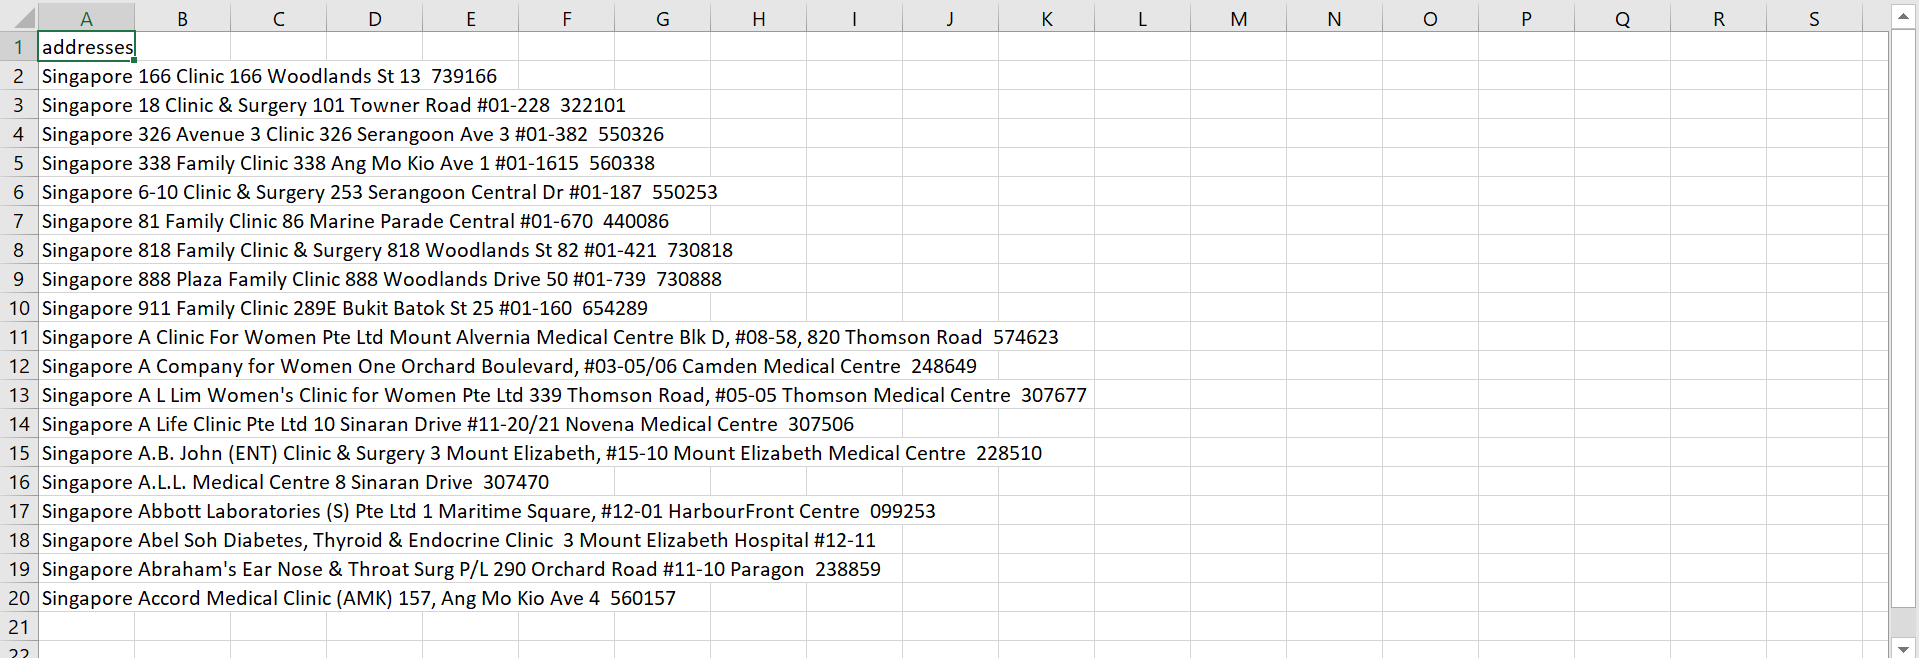 A B C D E F G H I J K L M N O P Q R S
1 addresses
2 Singapore 166 Clinic 166 Woodlands St 13  739166
3 Singapore 18 Clinic & Surgery 101 Towner Road #01-228  322101
4 Singapore 326 Avenue 3 Clinic 326 Serangoon Ave 3 #01-382  550326
5 Singapore 338 Family Clinic 338 Ang Mo Kio Ave 1 #01-1615  560338
6 Singapore 6-10 Clinic & Surgery 253 Serangoon Central Dr #01-187  550253
7 Singapore 81 Family Clinic 86 Marine Parade Central #01-670  440086
8 Singapore 818 Family Clinic & Surgery 818 Woodlands St 82 #01-421  730818
9 Singapore 888 Plaza Family Clinic 888 Woodlands Drive 50 #01-739  730888
10 Singapore 911 Family Clinic 289E Bukit Batok St 25 #01-160  654289
11 Singapore A Clinic For Women Pte Ltd Mount Alvernia Medical Centre Blk D, #08-58, 820 Thomson Road  574623
12 Singapore A Company for Women One Orchard Boulevard, #03-05/06 Camden Medical Centre  248649
13 Singapore A L Lim Women's Clinic for Women Pte Ltd 339 Thomson Road, #05-05 Thomson Medical Centre  307677
14 Singapore A Life Clinic Pte Ltd 10 Sinaran Drive #11-20/21 Novena Medical Centre  307506
15 Singapore A.B. John (ENT) Clinic & Surgery 3 Mount Elizabeth, #15-10 Mount Elizabeth Medical Centre  228510
16 Singapore A.L.L. Medical Centre 8 Sinaran Drive  307470
17 Singapore Abbott Laboratories (S) Pte Ltd 1 Maritime Square, #12-01 HarbourFront Centre  099253
18 Singapore Abel Soh Diabetes, Thyroid & Endocrine Clinic  3 Mount Elizabeth Hospital #12-11
19 Singapore Abraham's Ear Nose & Throat Surg P/L 290 Orchard Road #11-10 Paragon  238859
20 Singapore Accord Medical Clinic (AMK) 157, Ang Mo Kio Ave 4  560157
21
22